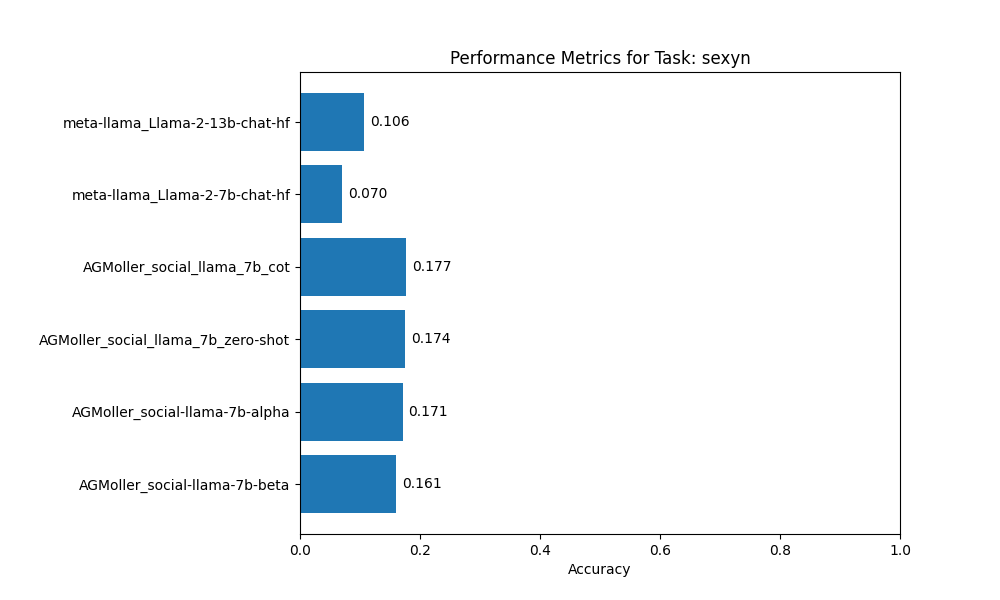 Performance Metrics for Task: sexyn
meta-llama_Llama-2-13b-chat-hf
0.106
meta-llama_Llama-2-7b-chat-hf
0.070
AGMoller_social_llama_7b_cot
0.177
AGMoller_social_llama_7b_zero-shot
0.174
AGMoller_social-llama-7b-alpha
0.171
AGMoller_social-llama-7b-beta
0.161
0.0 0.2 0.4 0.6 0.8 1.0
Accuracy